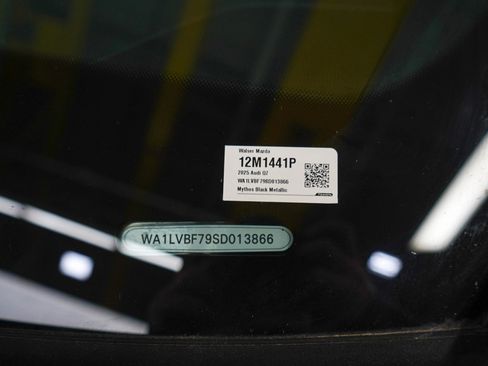 Walser Mazda
12M1441P
2025 Audi Q7
WA1LVBF79SD013866
Mythos Black Metallic
WA1LVBF79SD013866